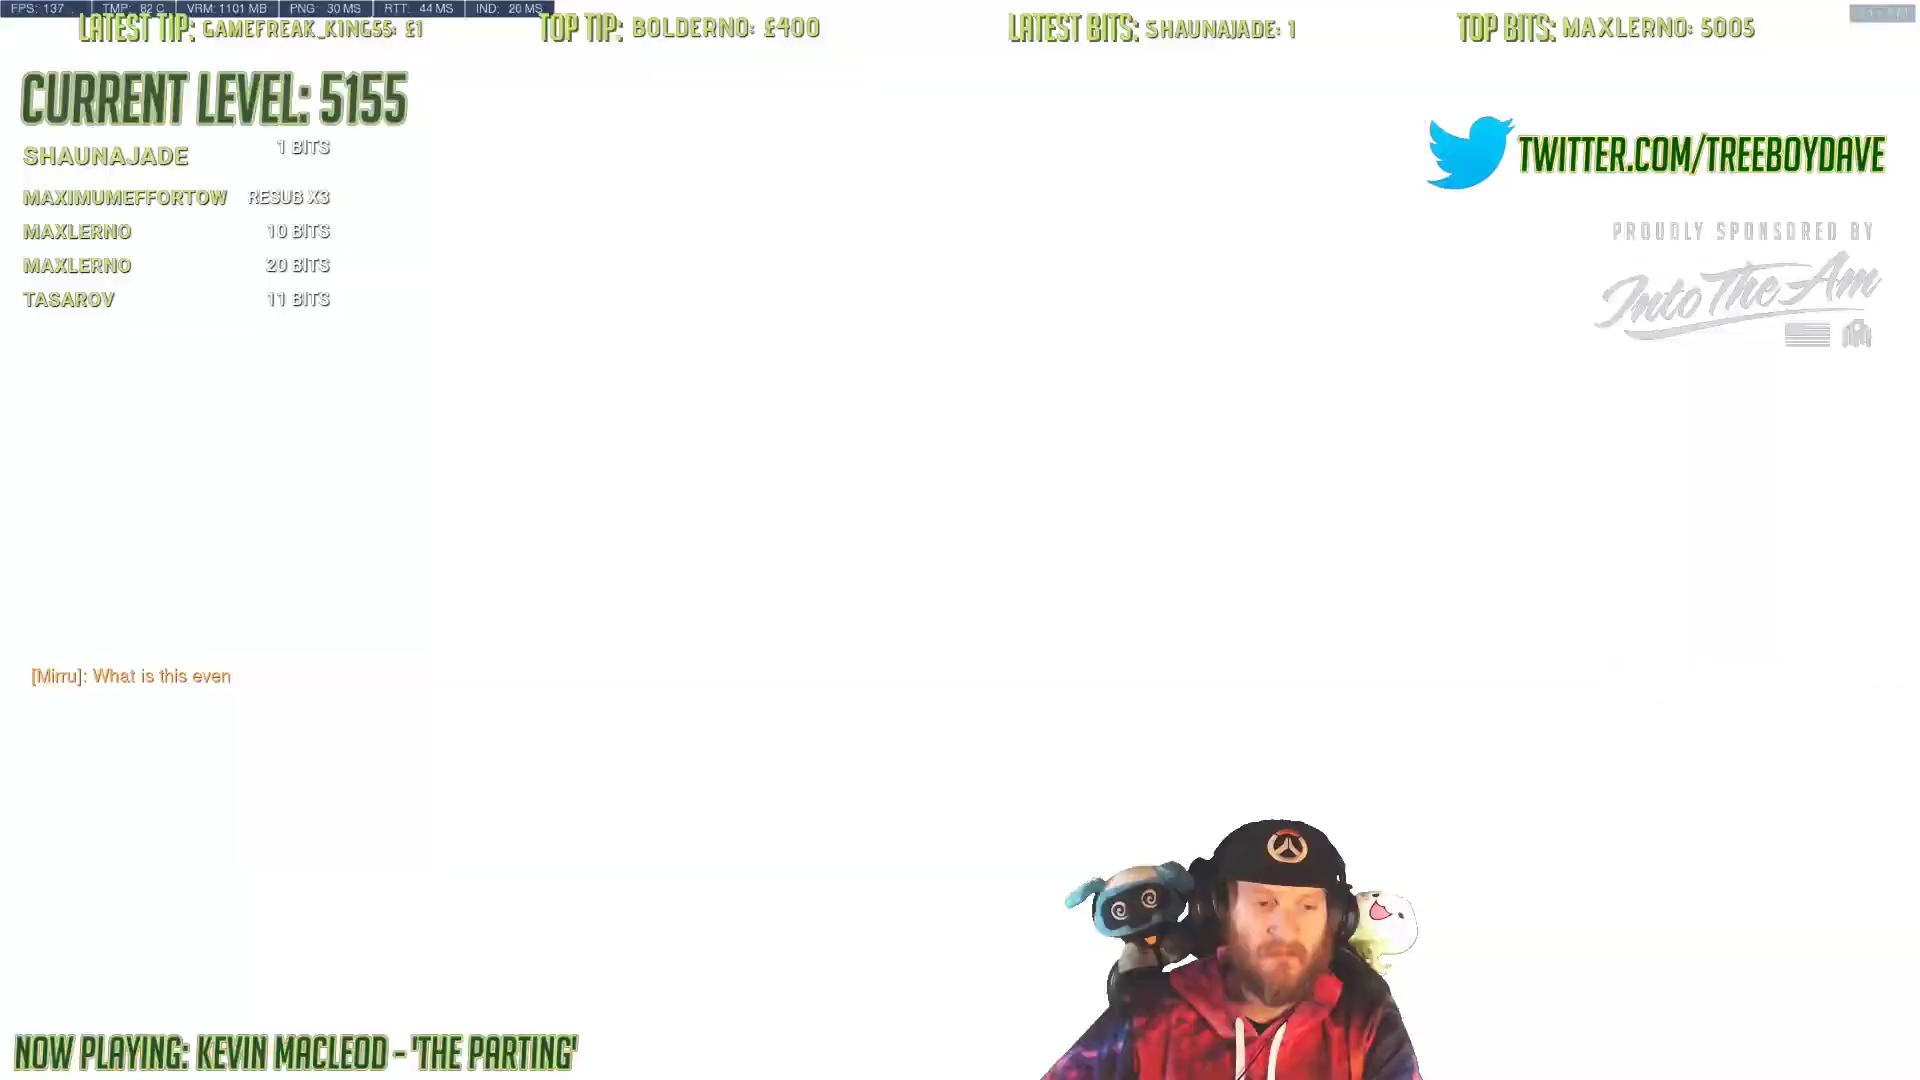 FPS: 137 TMP: 82 C VRM: 1101 MB PNG: 30 MS RTT: 44 MS IND: 20 MS
LATEST TIP: GAMEFREAK_K1NG55: £1 TOP TIP: BOLDERNO: £400 LATEST BITS: SHAUNAJADE: 1 TOP BITS: MAXLERNO: 5005
CURRENT LEVEL: 5155
SHAUNAJADE 1 BITS
MAXIMUMEFFORTOW RESUB X3
MAXLERNO 10 BITS
MAXLERNO 20 BITS
TASAROV 11 BITS
TWITTER.COM/TREEBOYDAVE
PROUDLY SPONSORED BY
Into The Am
[Mirru]: What is this even
NOW PLAYING: KEVIN MACLEOD - 'THE PARTING'